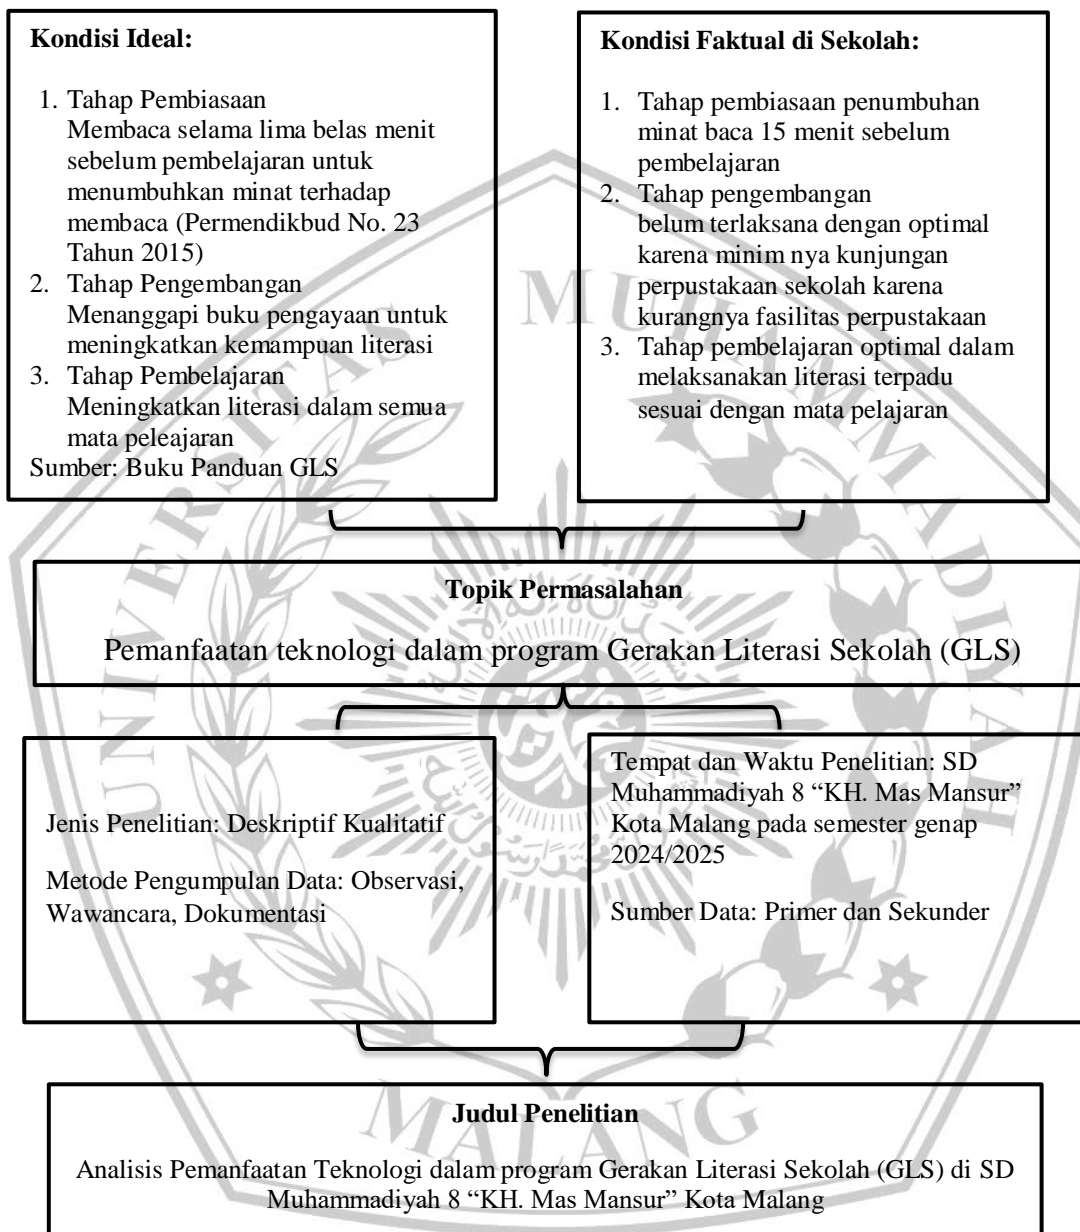 Kondisi Ideal:
1. Tahap Pembiasaan
Membaca selama lima belas menit
sebelum pembelajaran untuk
menumbuhkan minat terhadap
membaca (Permendikbud No. 23
Tahun 2015)
2. Tahap Pengembangan
Menanggapi buku pengayaan untuk
meningkatkan kemampuan literasi
3. Tahap Pembelajaran
Meningkatkan literasi dalam semua
mata peleajaran
Sumber: Buku Panduan GLS
Kondisi Faktual di Sekolah:
1. Tahap pembiasaan penumbuhan
minat baca 15 menit sebelum
pembelajaran
2. Tahap pengembangan
belum terlaksana dengan optimal
karena minim nya kunjungan
perpustakaan sekolah karena
kurangnya fasilitas perpustakaan
3. Tahap pembelajaran optimal dalam
melaksanakan literasi terpadu
sesuai dengan mata pelajaran
Topik Permasalahan
Pemanfaatan teknologi dalam program Gerakan Literasi Sekolah (GLS)
Jenis Penelitian: Deskriptif Kualitatif
Metode Pengumpulan Data: Observasi,
Wawancara, Dokumentasi
Tempat dan Waktu Penelitian: SD
Muhammadiyah 8 “KH. Mas Mansur”
Kota Malang pada semester genap
2024/2025
Sumber Data: Primer dan Sekunder
Judul Penelitian
Analisis Pemanfaatan Teknologi dalam program Gerakan Literasi Sekolah (GLS) di SD
Muhammadiyah 8 “KH. Mas Mansur” Kota Malang
UNIVERSITAS MUHAMMADIYAH
MALANG